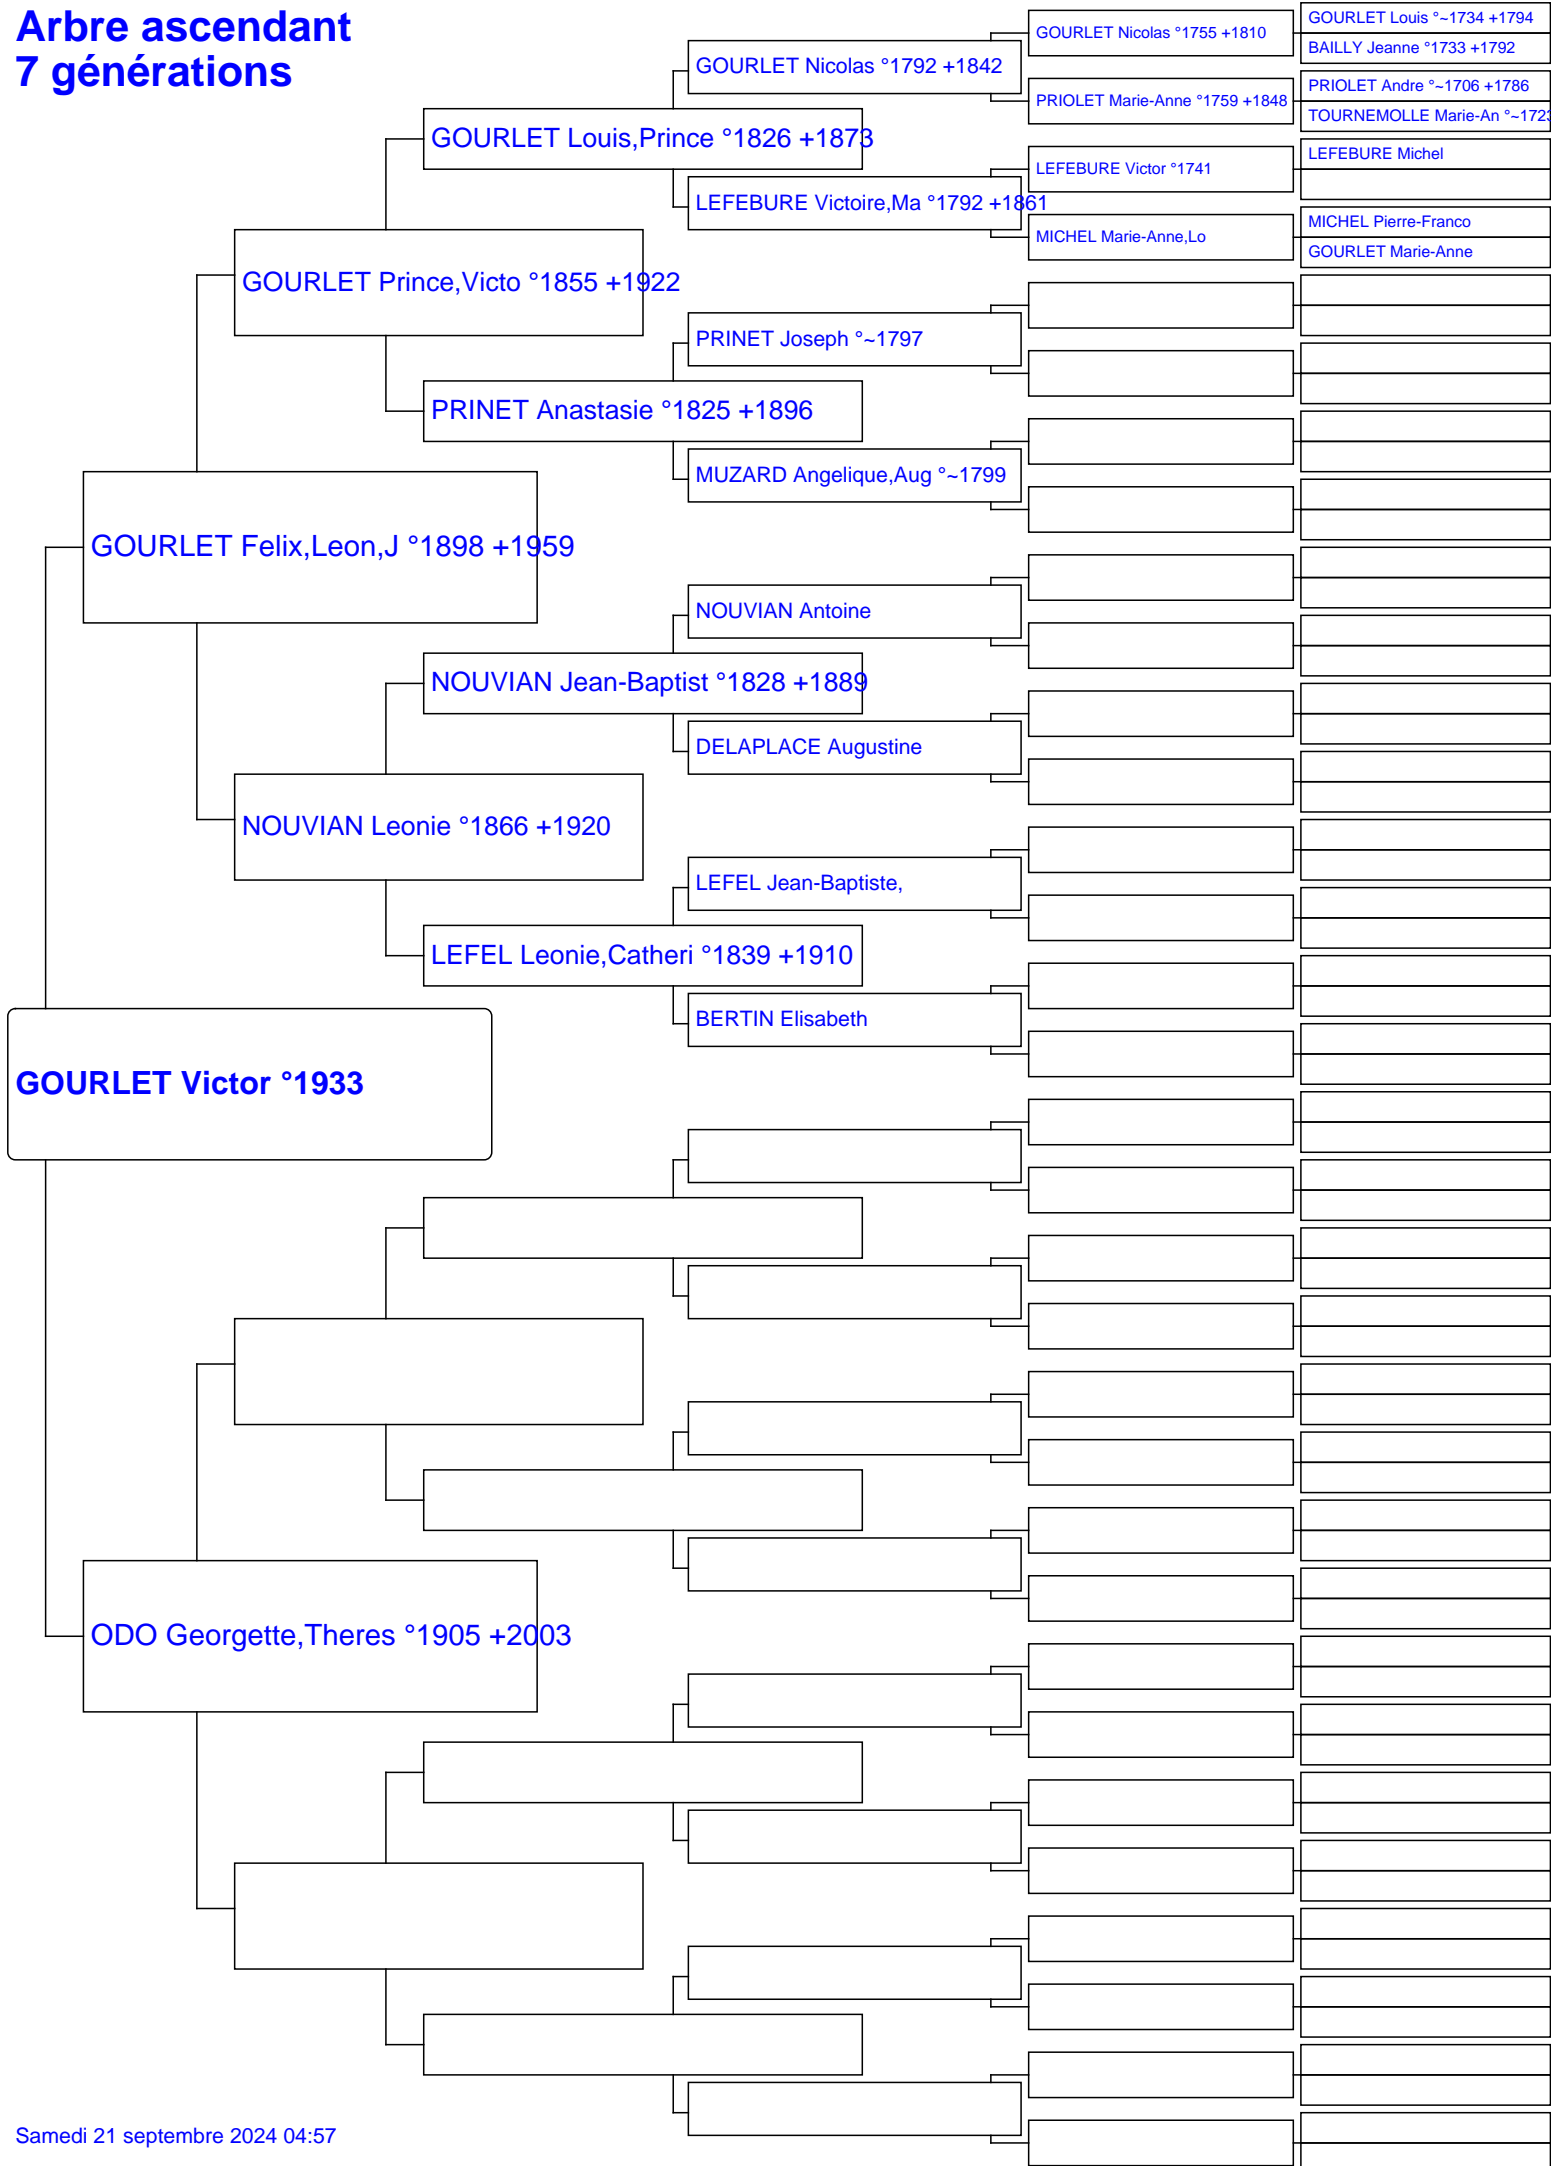 Arbre ascendant
7 générations
GOURLET Louis °~1734 +1794
GOURLET Nicolas °1755 +1810
BAILLY Jeanne °1733 +1792
GOURLET Nicolas °1792 +1842
PRIOLET Andre °~1706 +1786
PRIOLET Marie-Anne °1759 +1848
TOURNEMOLLE Marie-An °~1723
GOURLET Louis,Prince °1826 +1873
LEFEBURE Michel
LEFEBURE Victor °1741
LEFEBURE Victoire,Ma °1792 +1861
MICHEL Pierre-Franco
MICHEL Marie-Anne,Lo
GOURLET Marie-Anne
GOURLET Prince,Victo °1855 +1922
PRINET Joseph °~1797
PRINET Anastasie °1825 +1896
MUZARD Angelique,Aug °~1799
GOURLET Felix,Leon,J °1898 +1959
NOUVIAN Antoine
NOUVIAN Jean-Baptist °1828 +1889
DELAPLACE Augustine
NOUVIAN Leonie °1866 +1920
LEFEL Jean-Baptiste,
LEFEL Leonie,Catheri °1839 +1910
BERTIN Elisabeth
GOURLET Victor °1933
ODO Georgette,Theres °1905 +2003
Samedi 21 septembre 2024 04:57